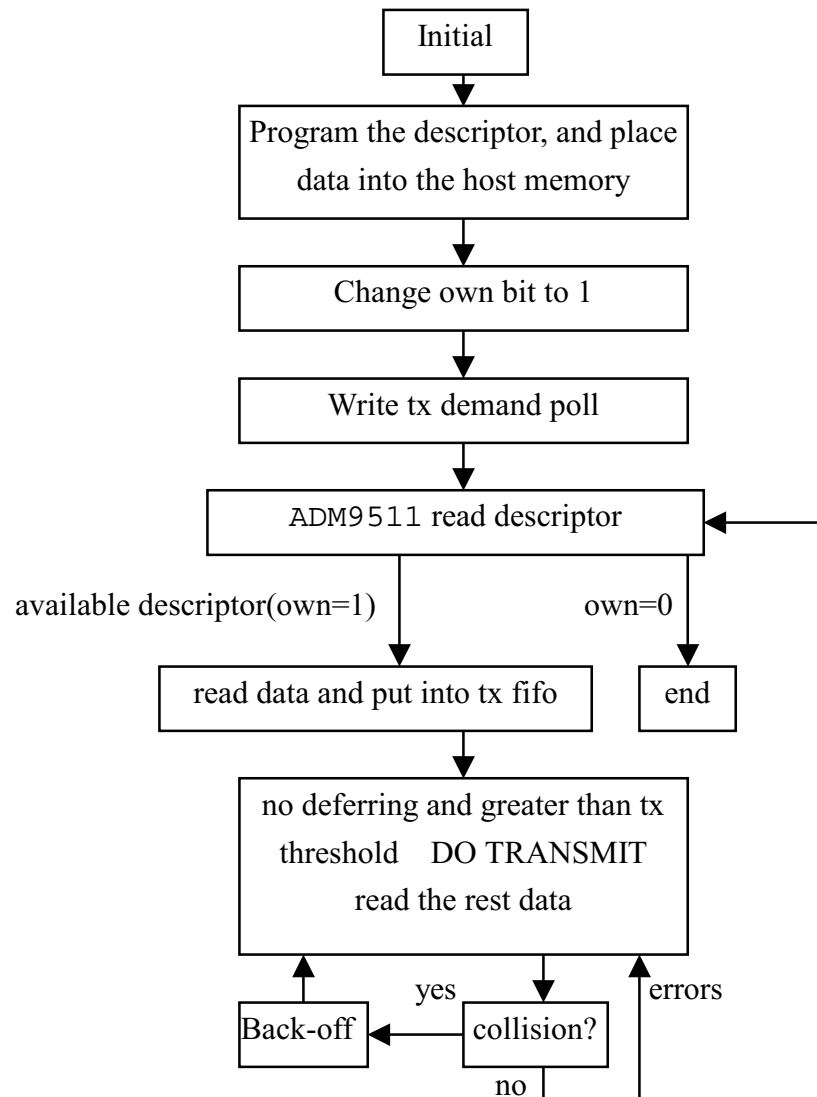 Initial
Program the descriptor, and place
data into the host memory
Change own bit to 1
Write tx demand poll
ADM9511 read descriptor
available descriptor(own=1)
own=0
read data and put into tx fifo
end
no deferring and greater than tx
threshold DO TRANSMIT
read the rest data
yes
errors
Back-off
collision?
no